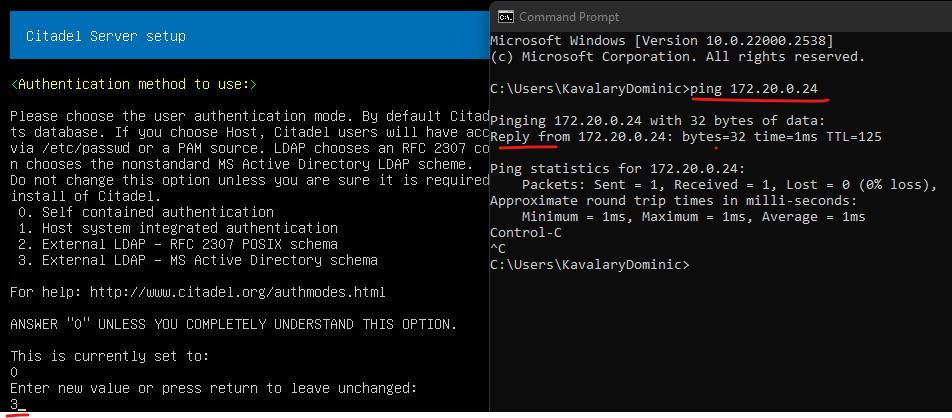 Citadel Server setup
<Authentication method to use:>
Please choose the user authentication mode. By default Citad
ts database. If you choose Host, Citadel users will have acc
via /etc/passwd or a PAM source. LDAP chooses an RFC 2307 co
n chooses the nonstandard MS Active Directory LDAP scheme.
Do not change this option unless you are sure it is required
install of Citadel.
0. Self contained authentication
1. Host system integrated authentication
2. External LDAP - RFC 2307 POSIX schema
3. External LDAP - MS Active Directory schema
For help: http://www.citadel.org/authmodes.html
ANSWER "0" UNLESS YOU COMPLETELY UNDERSTAND THIS OPTION.
This is currently set to:
0
Enter new value or press return to leave unchanged:
3_
Command Prompt
Microsoft Windows [Version 10.0.22000.2538]
(c) Microsoft Corporation. All rights reserved.
C:\Users\KavalaryDominic>ping 172.20.0.24
Pinging 172.20.0.24 with 32 bytes of data:
Reply from 172.20.0.24: bytes=32 time=1ms TTL=125
Ping statistics for 172.20.0.24:
Packets: Sent = 1, Received = 1, Lost = 0 (0% loss),
Approximate round trip times in milli-seconds:
Minimum = 1ms, Maximum = 1ms, Average = 1ms
Control-C
^C
C:\Users\KavalaryDominic>